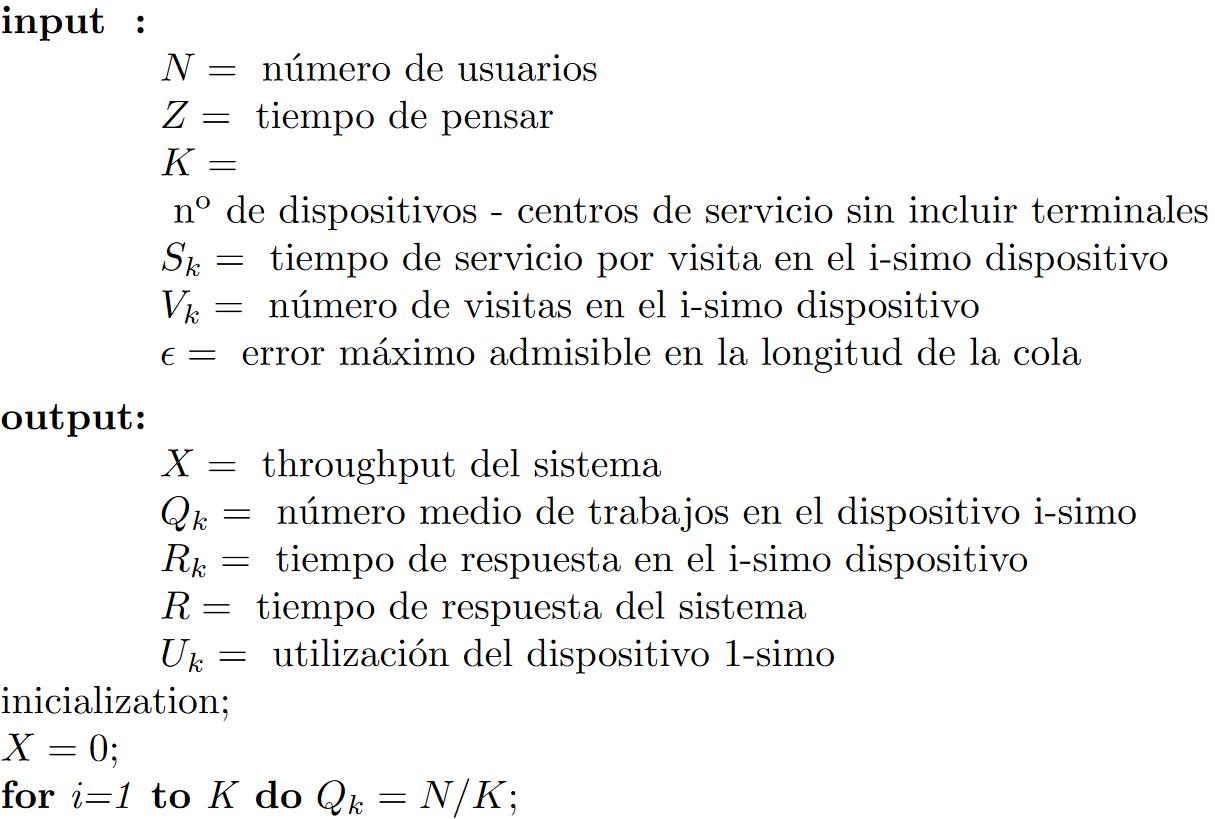 input :
N = número de usuarios
Z = tiempo de pensar
K =
nº de dispositivos - centros de servicio sin incluir terminales
S_k = tiempo de servicio por visita en el i-simo dispositivo
V_k = número de visitas en el i-simo dispositivo
ϵ = error máximo admisible en la longitud de la cola
output:
X = throughput del sistema
Q_k = número medio de trabajos en el dispositivo i-simo
R_k = tiempo de respuesta en el i-simo dispositivo
R = tiempo de respuesta del sistema
U_k = utilización del dispositivo 1-simo
inicialization;
X = 0;
for i=1 to K do Q_k = N/K;